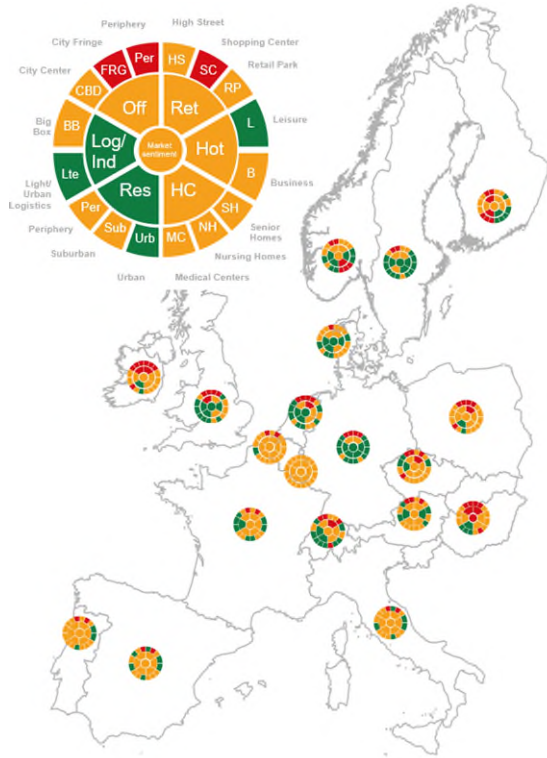 Periphery
High Street
City Fringe
Shopping Center
City Center
Retail Park
Per
HS
FRG
SC
CBD
RP
Off
Ret
Big
Box
BB
L
Leisure
Log/
Ind
Market
sentiment
Hot
Light/
Urban
Logistics
Lte
B
Business
Res
HC
Per
SH
Periphery
Sub
NH
Senior
Homes
Urb
MC
Suburban
Nursing Homes
Urban
Medical Centers